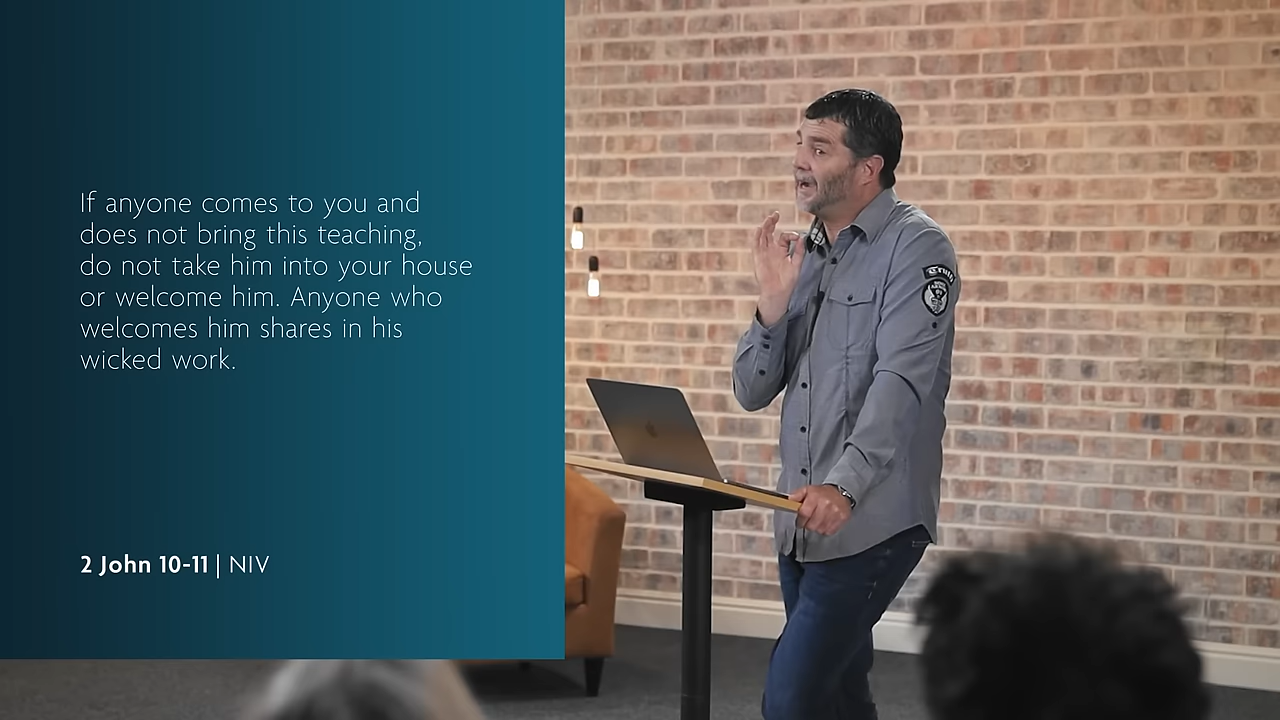 If anyone comes to you and
does not bring this teaching,
do not take him into your house
or welcome him. Anyone who
welcomes him shares in his
wicked work.
2 John 10-11 | NIV
Truth